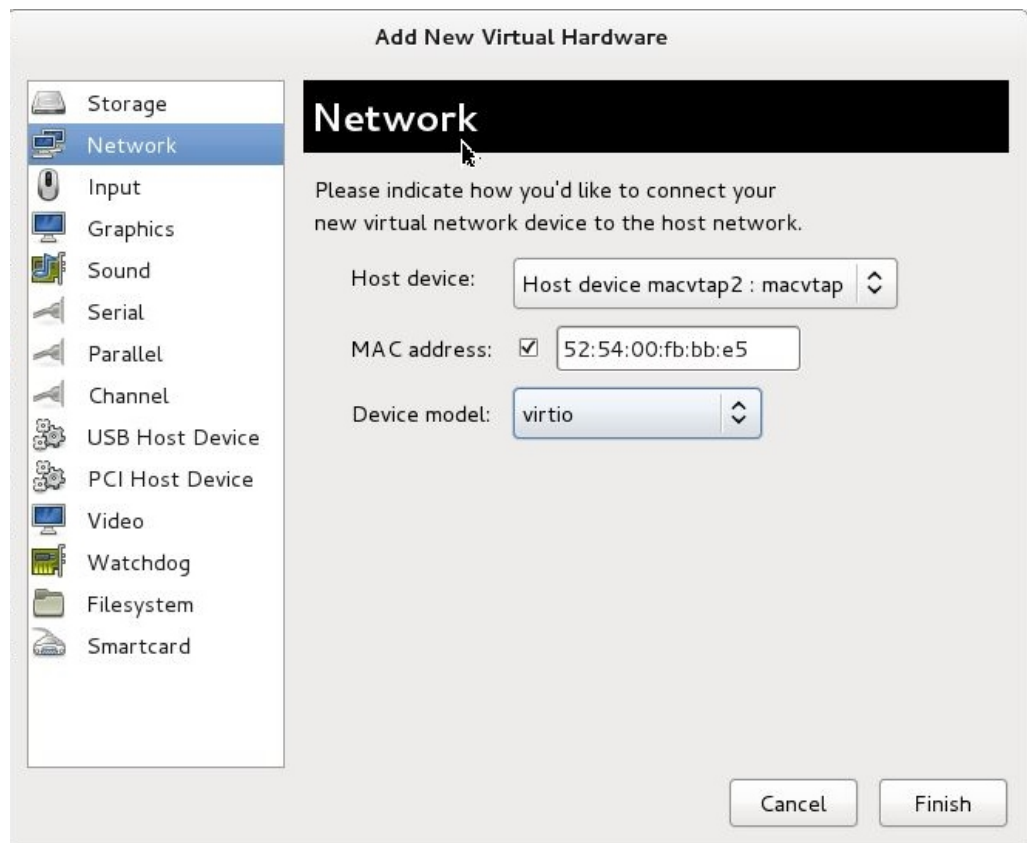 Add New Virtual Hardware
Storage
Network
Input
Graphics
Sound
Serial
Parallel
Channel
USB Host Device
PCI Host Device
Video
Watchdog
Filesystem
Smartcard
Network
Please indicate how you'd like to connect your
new virtual network device to the host network.
Host device: Host device macvtap2 : macvtap
MAC address: 52:54:00:fb:bb:e5
Device model: virtio
Cancel Finish